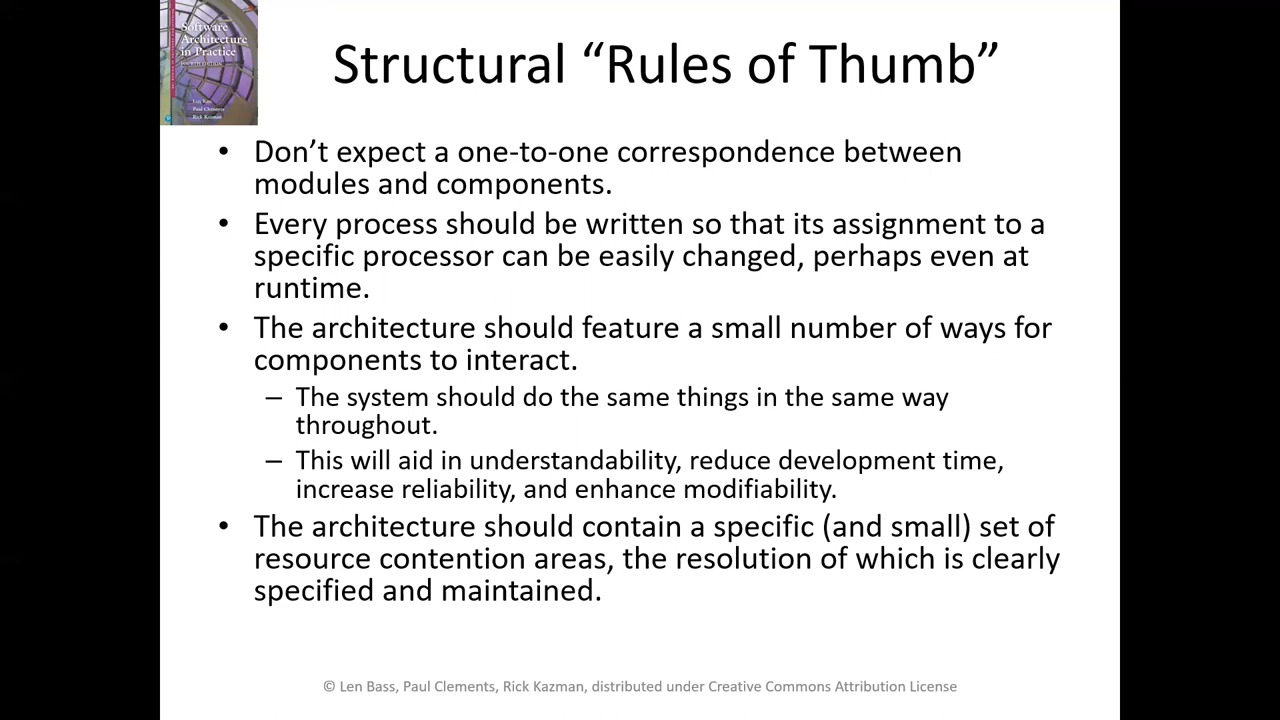 Software
Architecture
in Practice
FOURTH EDITION
Len Bass
Paul Clements
Rick Kazman
Structural “Rules of Thumb”
• Don’t expect a one-to-one correspondence between
modules and components.
• Every process should be written so that its assignment to a
specific processor can be easily changed, perhaps even at
runtime.
• The architecture should feature a small number of ways for
components to interact.
– The system should do the same things in the same way
throughout.
– This will aid in understandability, reduce development time,
increase reliability, and enhance modifiability.
• The architecture should contain a specific (and small) set of
resource contention areas, the resolution of which is clearly
specified and maintained.
© Len Bass, Paul Clements, Rick Kazman, distributed under Creative Commons Attribution License